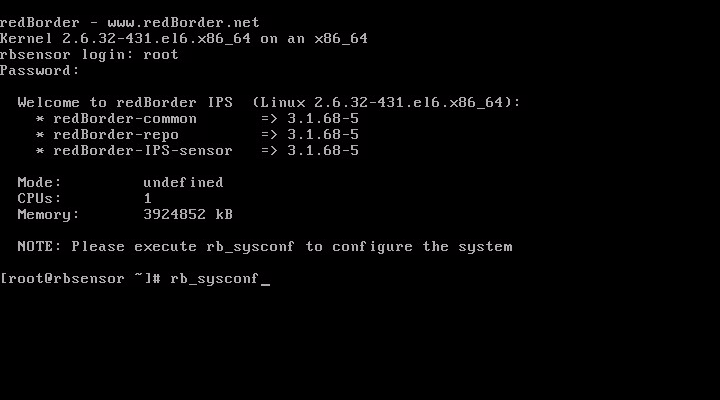 redBorder - www.redBorder.net
Kernel 2.6.32-431.el6.x86_64 on an x86_64
rbsensor login: root
Password:
Welcome to redBorder IPS (Linux 2.6.32-431.el6.x86_64):
* redBorder-common => 3.1.68-5
* redBorder-repo => 3.1.68-5
* redBorder-IPS-sensor => 3.1.68-5
Mode: undefined
CPUs: 1
Memory: 3924852 kB
NOTE: Please execute rb_sysconf to configure the system
[root@rbsensor ~]# rb_sysconf_